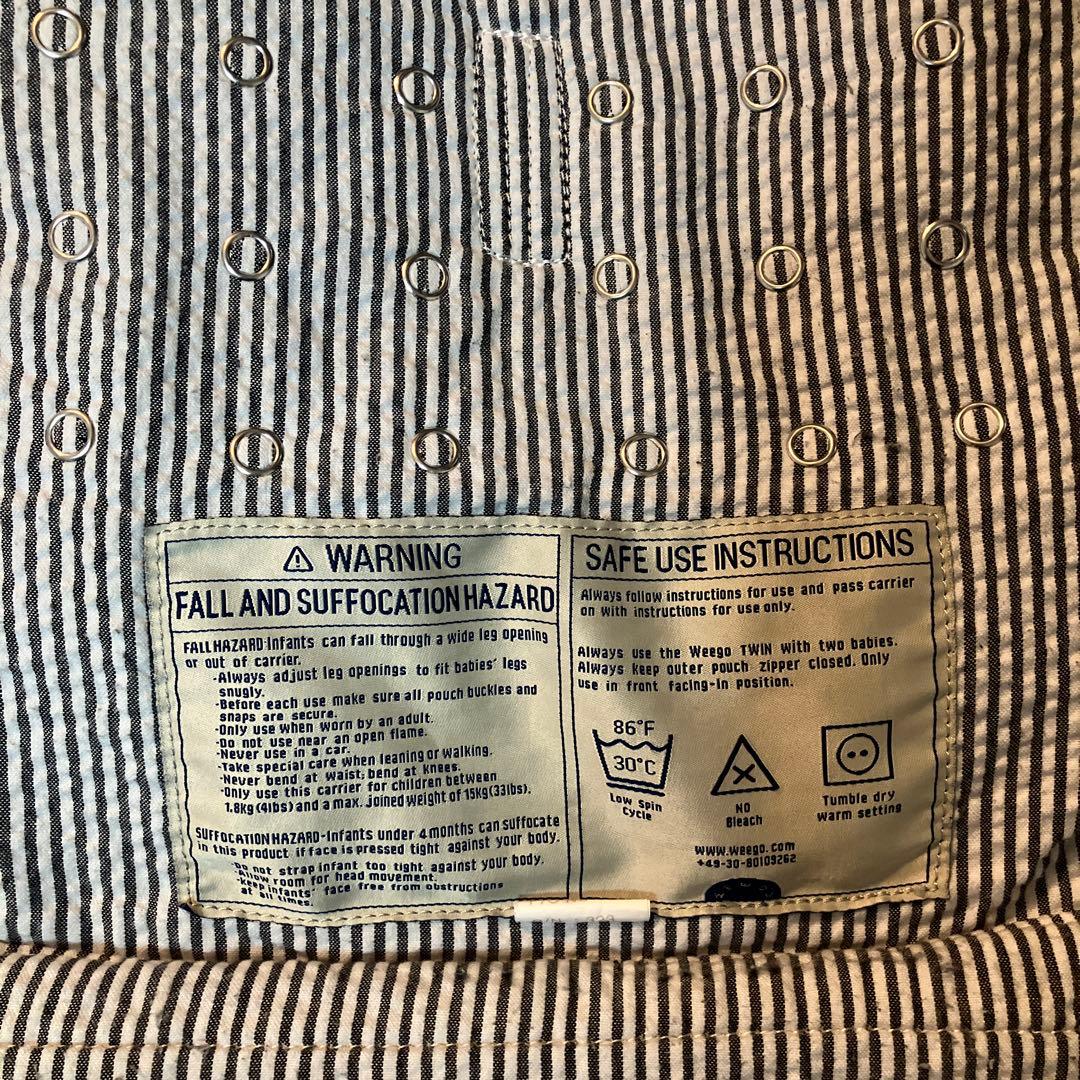 ⚠ WARNING
FALL AND SUFFOCATION HAZARD
FALL HAZARD-Infants can fall through a wide leg opening
or out of carrier.
-Always adjust leg openings to fit babies' legs
snugly.
-Before each use make sure all pouch buckles and
snaps are secure.
-Only use when worn by an adult.
-Do not use near an open flame.
-Never use in a car.
-Take special care when leaning or walking.
-Never bend at waist, bend at knees.
-Only use this carrier for children between
1.8kg (4lbs) and a max. joined weight of 15kg (33lbs).
SUFFOCATION HAZARD-Infants under 4 months can suffocate
in this product if face is pressed tight against your body.
-Do not strap infant too tight against your body.
-Allow room for head movement.
-Keep infants' face free from obstructions
at all times.
SAFE USE INSTRUCTIONS
Always follow instructions for use and pass carrier
on with instructions for use only.
Always use the Weego TWIN with two babies.
Always keep outer pouch zipper closed. Only
use in front facing-in position.
86°F
30°C
Low Spin
Cycle
NO
Bleach
Tumble dry
warm setting
www.weego.com
+49-30-80109262